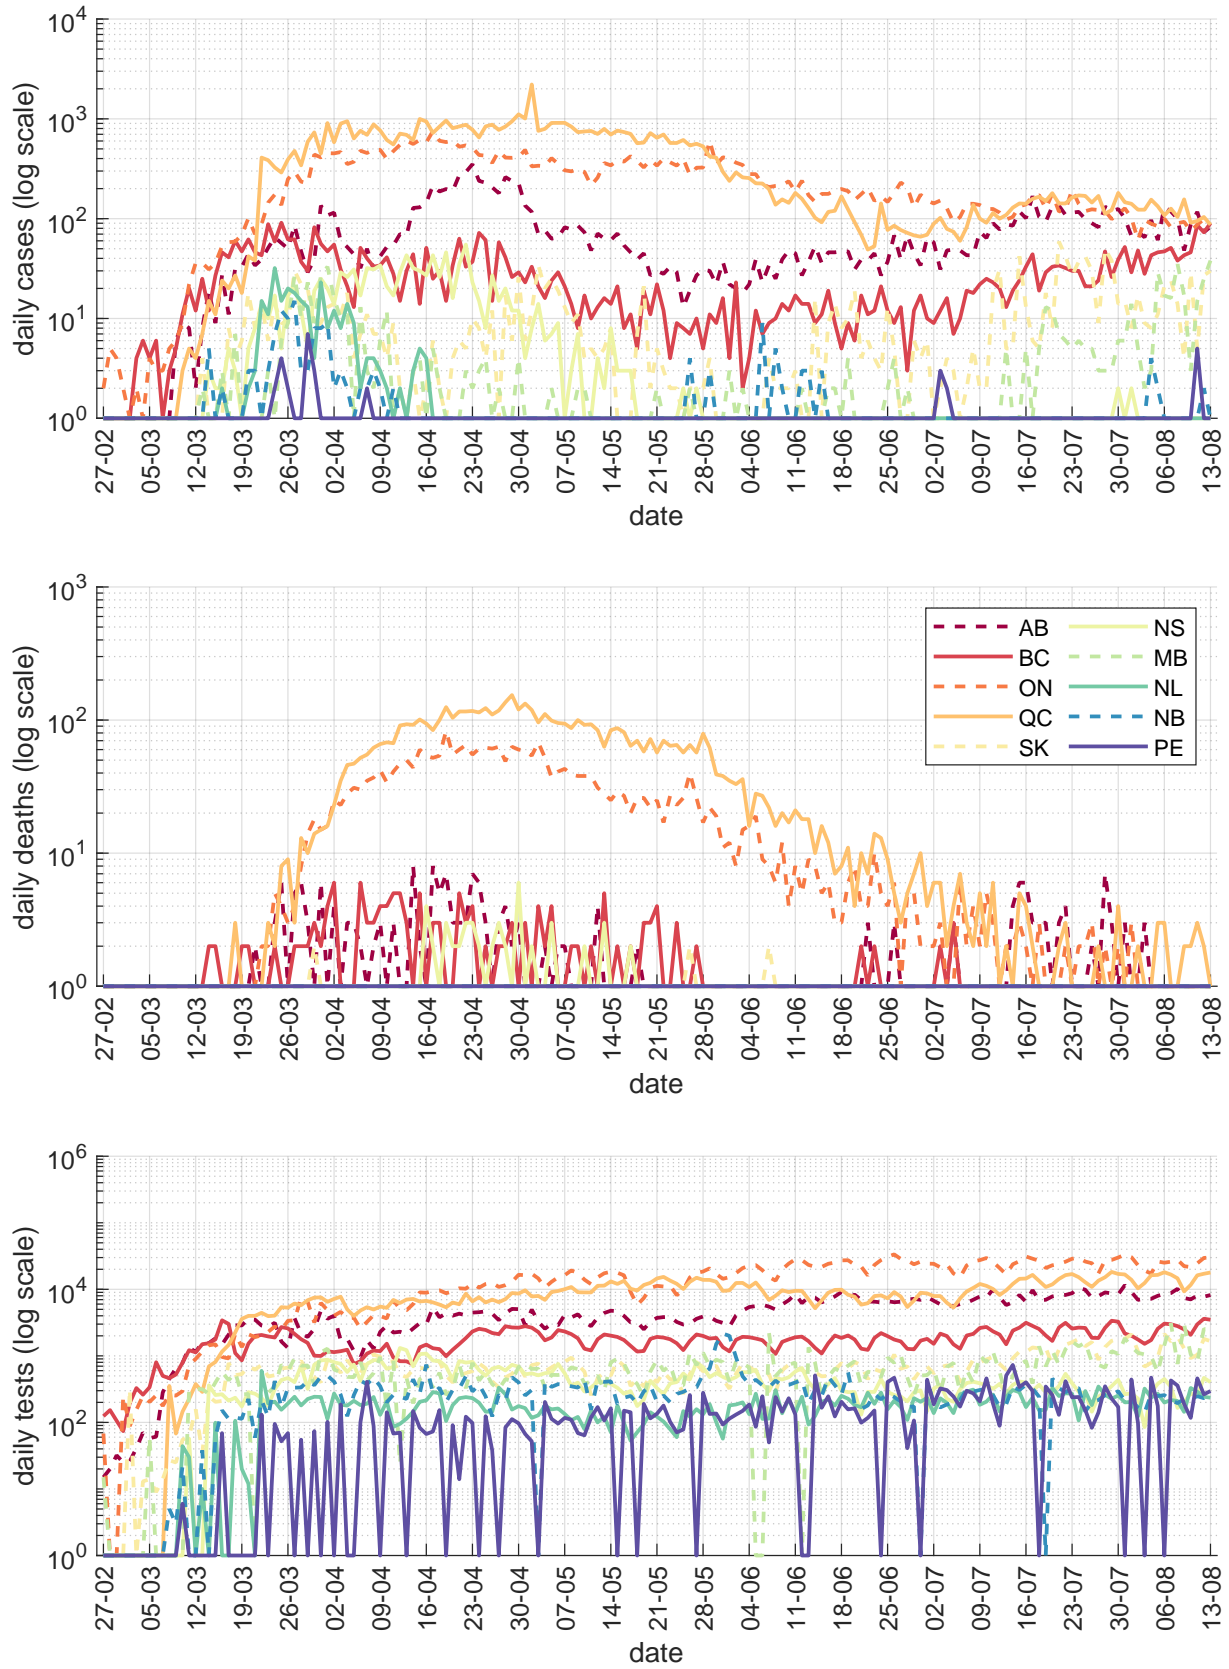 daily cases (log scale)
10^4
10^3
10^2
10^1
10^0
27-02 05-03 12-03 19-03 26-03 02-04 09-04 16-04 23-04 30-04 07-05 14-05 21-05 28-05 04-06 11-06 18-06 25-06 02-07 09-07 16-07 23-07 30-07 06-08 13-08
date
daily deaths (log scale)
10^3
10^2
10^1
10^0
AB NS
BC MB
ON NL
QC NB
SK PE
27-02 05-03 12-03 19-03 26-03 02-04 09-04 16-04 23-04 30-04 07-05 14-05 21-05 28-05 04-06 11-06 18-06 25-06 02-07 09-07 16-07 23-07 30-07 06-08 13-08
date
daily tests (log scale)
10^6
10^4
10^2
10^0
27-02 05-03 12-03 19-03 26-03 02-04 09-04 16-04 23-04 30-04 07-05 14-05 21-05 28-05 04-06 11-06 18-06 25-06 02-07 09-07 16-07 23-07 30-07 06-08 13-08
date